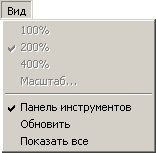 Вид
100%
200%
400%
Масштаб...
Панель инструментов
Обновить
Показать все